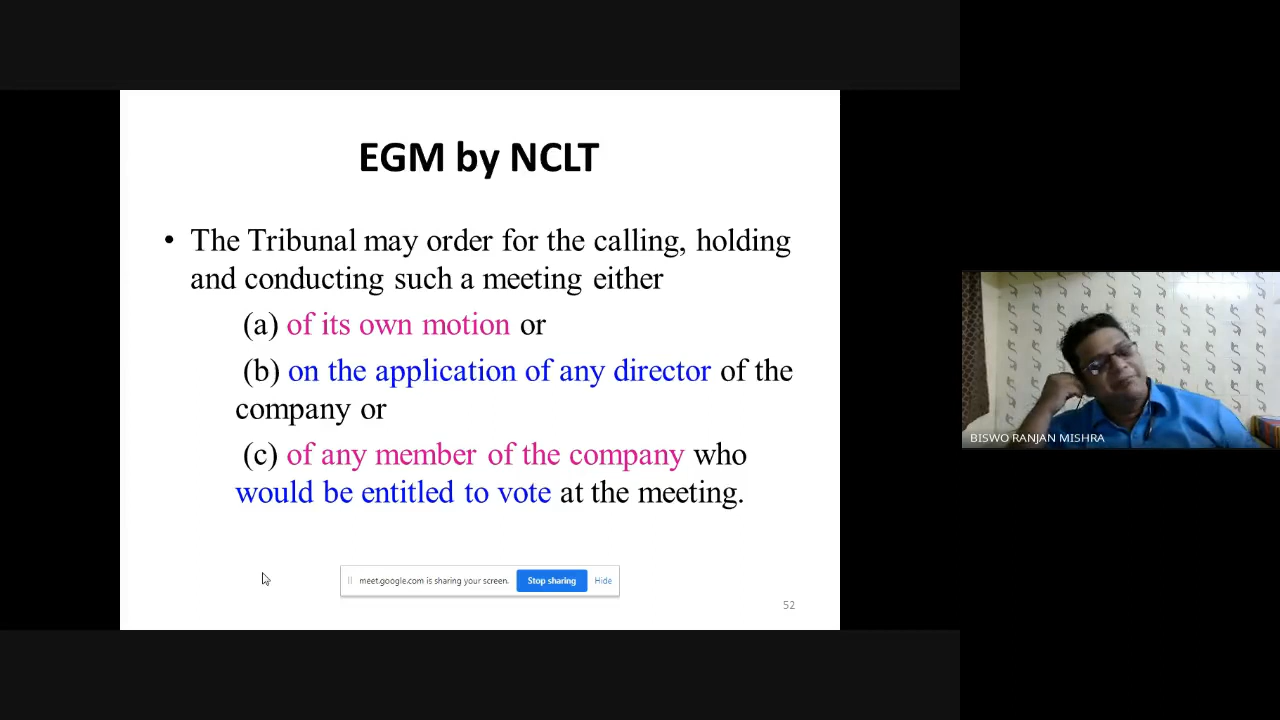 EGM by NCLT
• The Tribunal may order for the calling, holding
and conducting such a meeting either
(a) of its own motion or
(b) on the application of any director of the
company or
(c) of any member of the company who
would be entitled to vote at the meeting.
meet.google.com is sharing your screen. Stop sharing Hide
52
BISWO RANJAN MISHRA